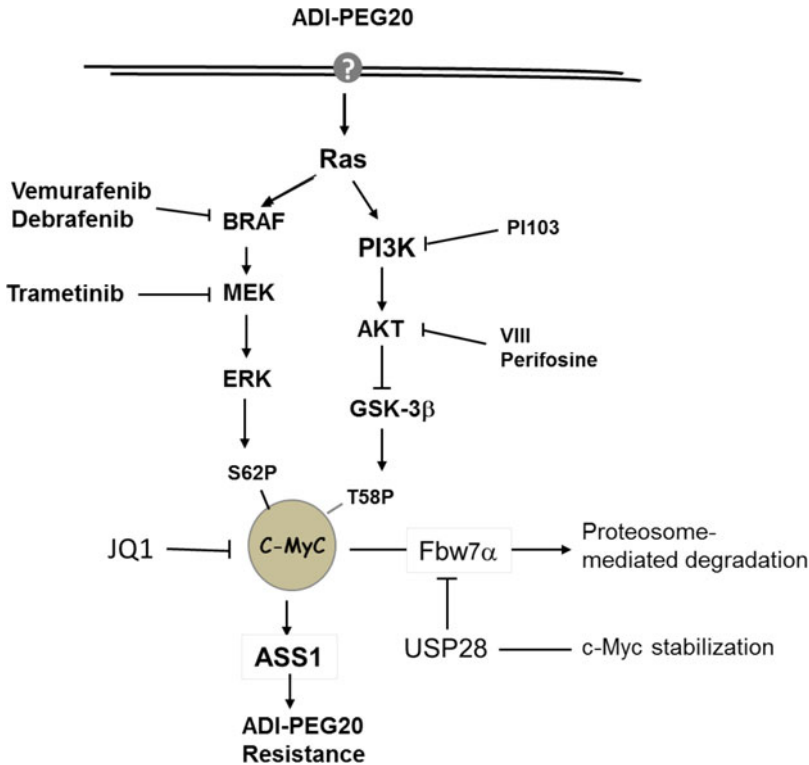 ADI-PEG20
?
Ras
Vemurafenib
Debrafenib
BRAF
PI3K
PI103
Trametinib
MEK
AKT
VIII
Perifosine
ERK
GSK-3β
S62P
T58P
JQ1
C-MyC
Fbw7α
Proteosome-
mediated degradation
ASS1
USP28
c-Myc stabilization
ADI-PEG20
Resistance